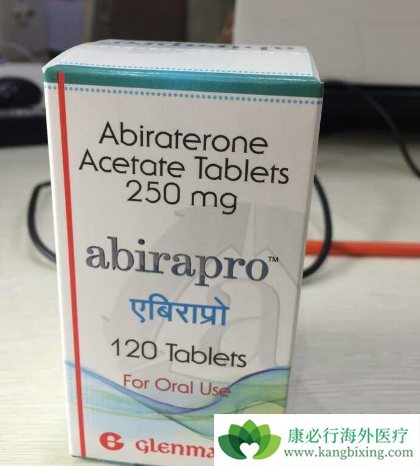 Abiraterone
Acetate Tablets
250 mg
abirapro™
एबिराप्रो
120 Tablets
For Oral Use
康必行海外医疗
www.kangbixing.com